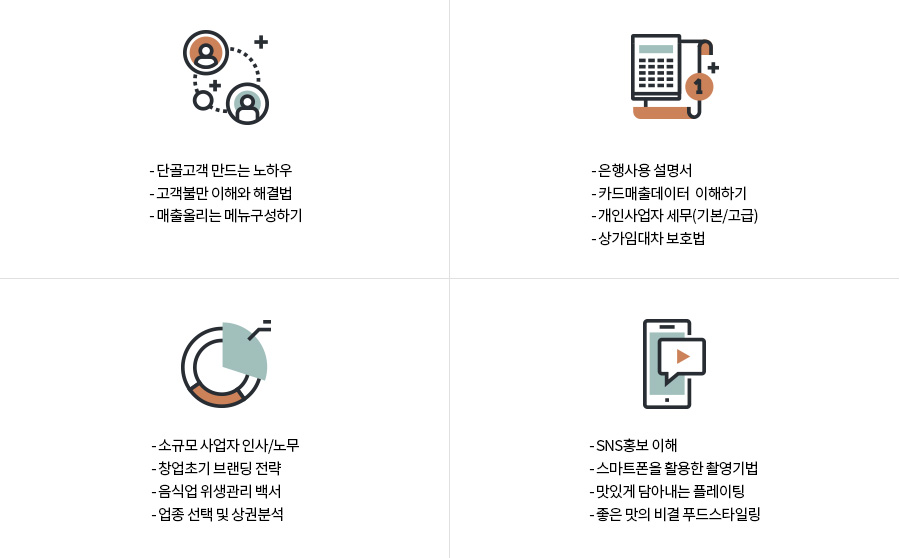 - 단골고객 만드는 노하우
- 고객불만 이해와 해결법
- 매출올리는 메뉴구성하기
1
- 은행사용 설명서
- 카드매출데이터 이해하기
- 개인사업자 세무(기본/고급)
- 상가임대차 보호법
- 소규모 사업자 인사/노무
- 창업초기 브랜딩 전략
- 음식업 위생관리 백서
- 업종 선택 및 상권분석
- SNS홍보 이해
- 스마트폰을 활용한 촬영기법
- 맛있게 담아내는 플레이팅
- 좋은 맛의 비결 푸드스타일링